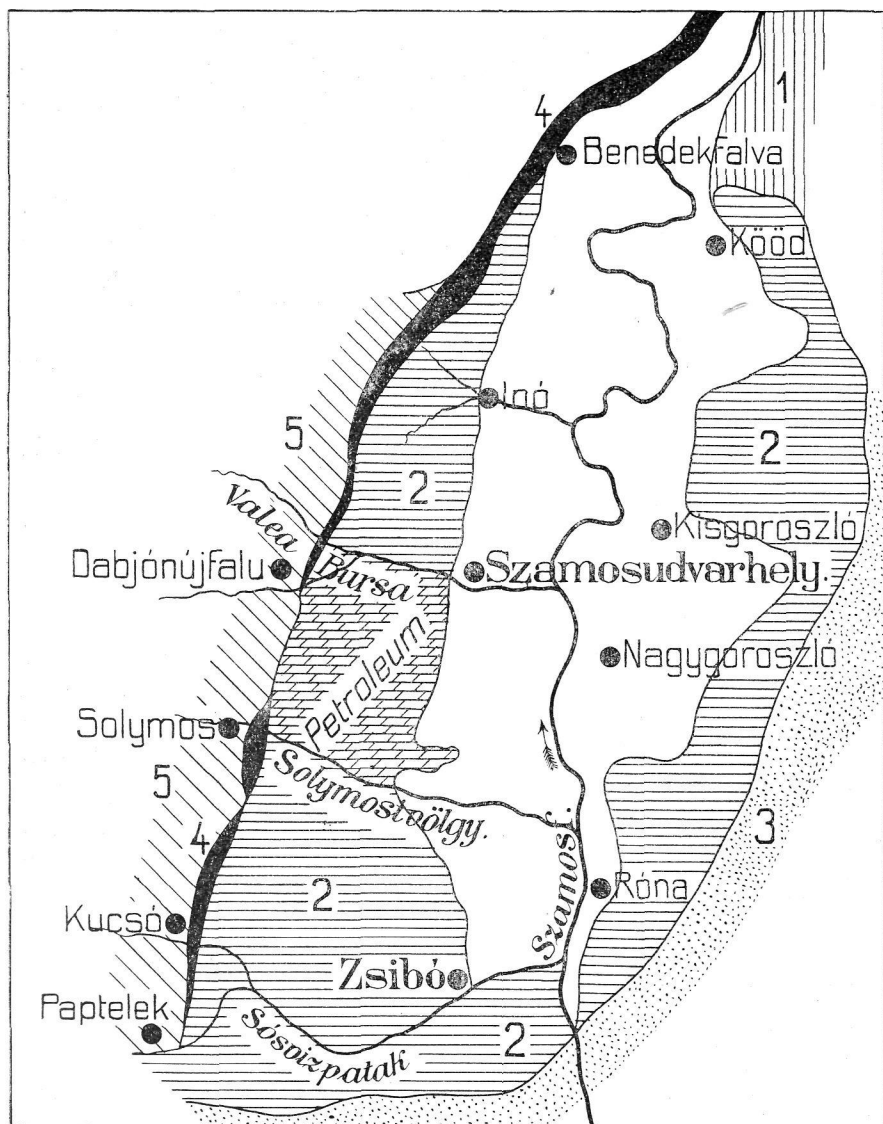 1
4
Benedekfalva
Kőőd
Inó
5
2
2
Valea Bursa
Kisgoroszló
Dabjónújfalu
Szamosudvarhely.
Petroleum
Nagygoroszló
Solymos
Solymostvölgy.
5
4
3
Szamosf.
Róna
2
Kucsó
Zsibó
Paptelek
Sósvizpatak
2